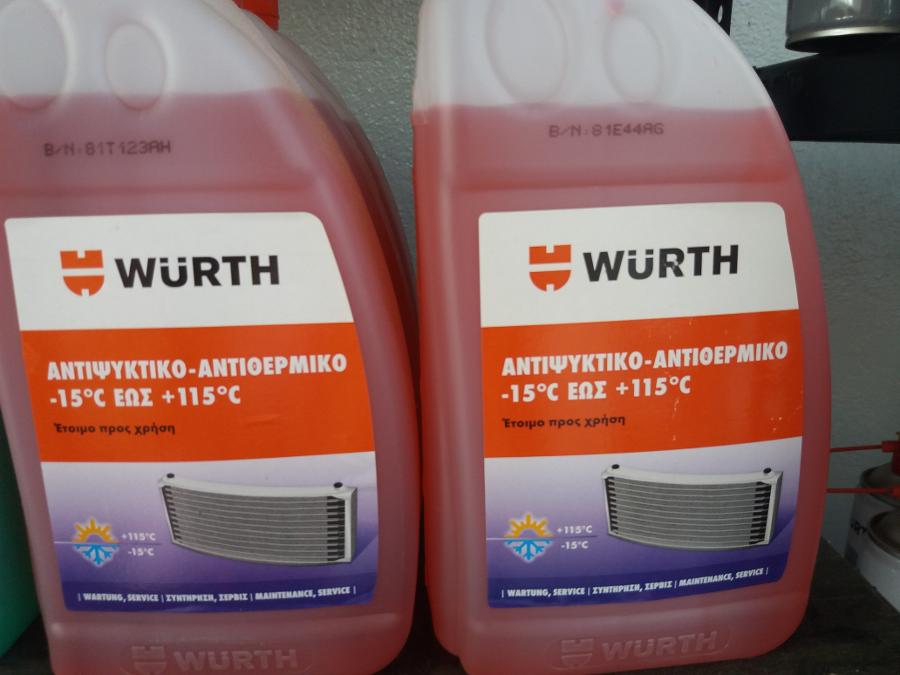 B/N:81T123AH
WÜRTH
ΑΝΤΙΨΥΚΤΙΚΟ-ΑΝΤΙΘΕΡΜΙΚΟ
-15°C ΕΩΣ +115°C
Έτοιμο προς χρήση
+115°C
-15°C
| WARTUNG, SERVICE | ΣΥΝΤΗΡΗΣΗ, ΣΕΡΒΙΣ | MAINTENANCE, SERVICE |
WÜRTH
B/N:81E44AG
WÜRTH
ΑΝΤΙΨΥΚΤΙΚΟ-ΑΝΤΙΘΕΡΜΙΚΟ
-15°C ΕΩΣ +115°C
Έτοιμο προς χρήση
+115°C
-15°C
| WARTUNG, SERVICE | ΣΥΝΤΗΡΗΣΗ, ΣΕΡΒΙΣ | MAINTENANCE, SERVICE |
WÜRTH